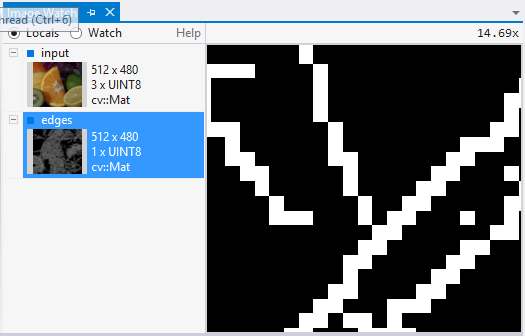 Image Watch
hread (Ctrl+6)
Locals
Watch
Help
14.69x
input
512 x 480
3 x UINT8
cv::Mat
edges
512 x 480
1 x UINT8
cv::Mat